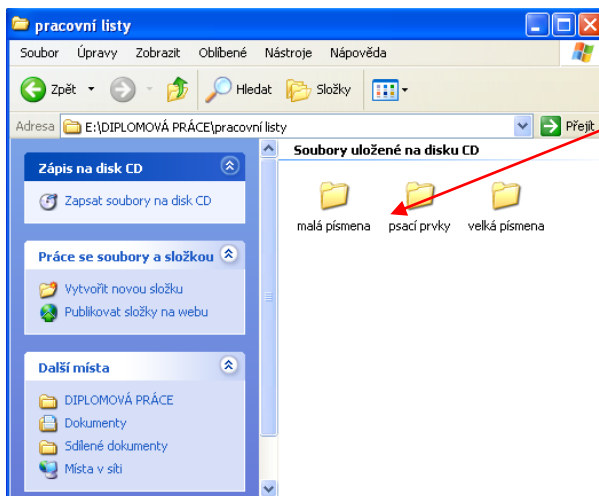 pracovní listy
Soubor Úpravy Zobrazit Oblíbené Nástroje Nápověda
Zpět Hledat Složky
Adresa E:\DIPLOMOVÁ PRÁCE\pracovní listy Přejít
Soubory uložené na disku CD
Zápis na disk CD
Zapsat soubory na disk CD
malá písmena psací prvky velká písmena
Práce se soubory a složkou
Vytvořit novou složku
Publikovat složky na webu
Další místa
DIPLOMOVÁ PRÁCE
Dokumenty
Sdílené dokumenty
Místa v síti